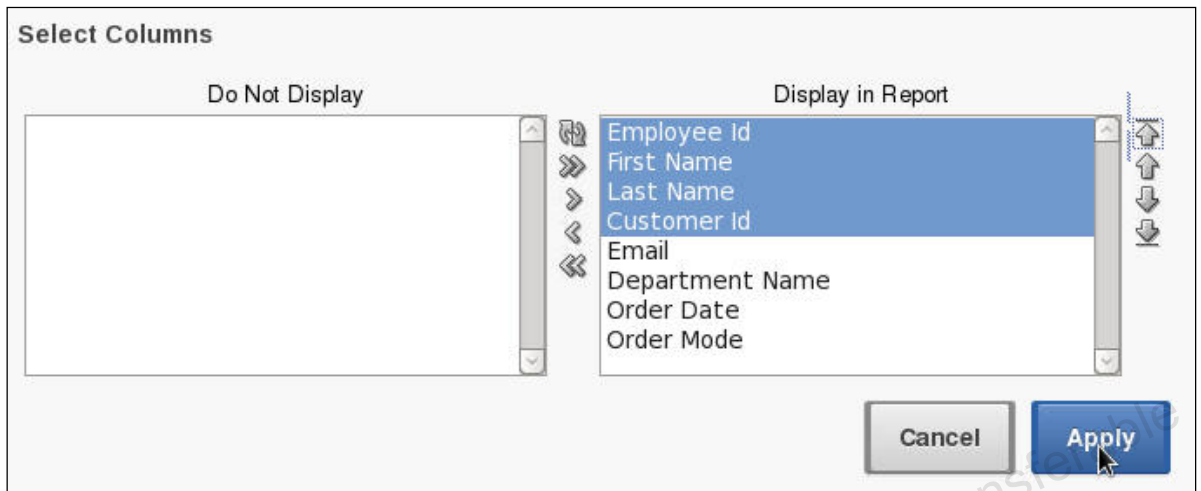 Select Columns
Do Not Display
Display in Report
Employee Id
First Name
Last Name
Customer Id
Email
Department Name
Order Date
Order Mode
Cancel
Apply